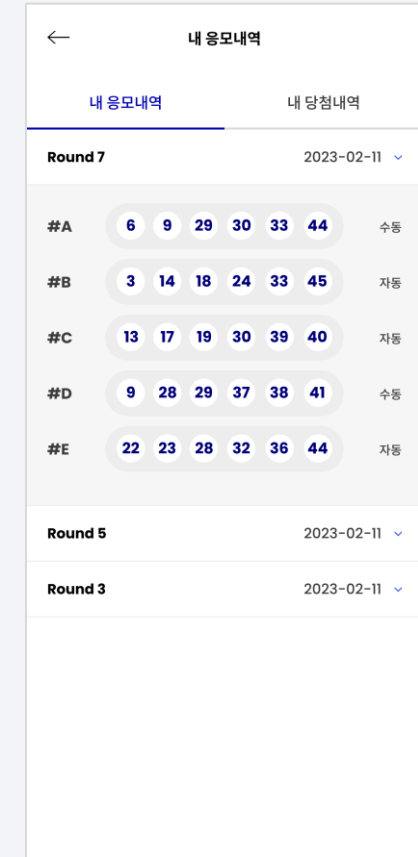 내 응모내역
내 응모내역 내 당첨내역
Round 7 2023-02-11
#A 6 9 29 30 33 44 수동
#B 3 14 18 24 33 45 자동
#C 13 17 19 30 39 40 자동
#D 9 28 29 37 38 41 수동
#E 22 23 28 32 36 44 자동
Round 5 2023-02-11
Round 3 2023-02-11